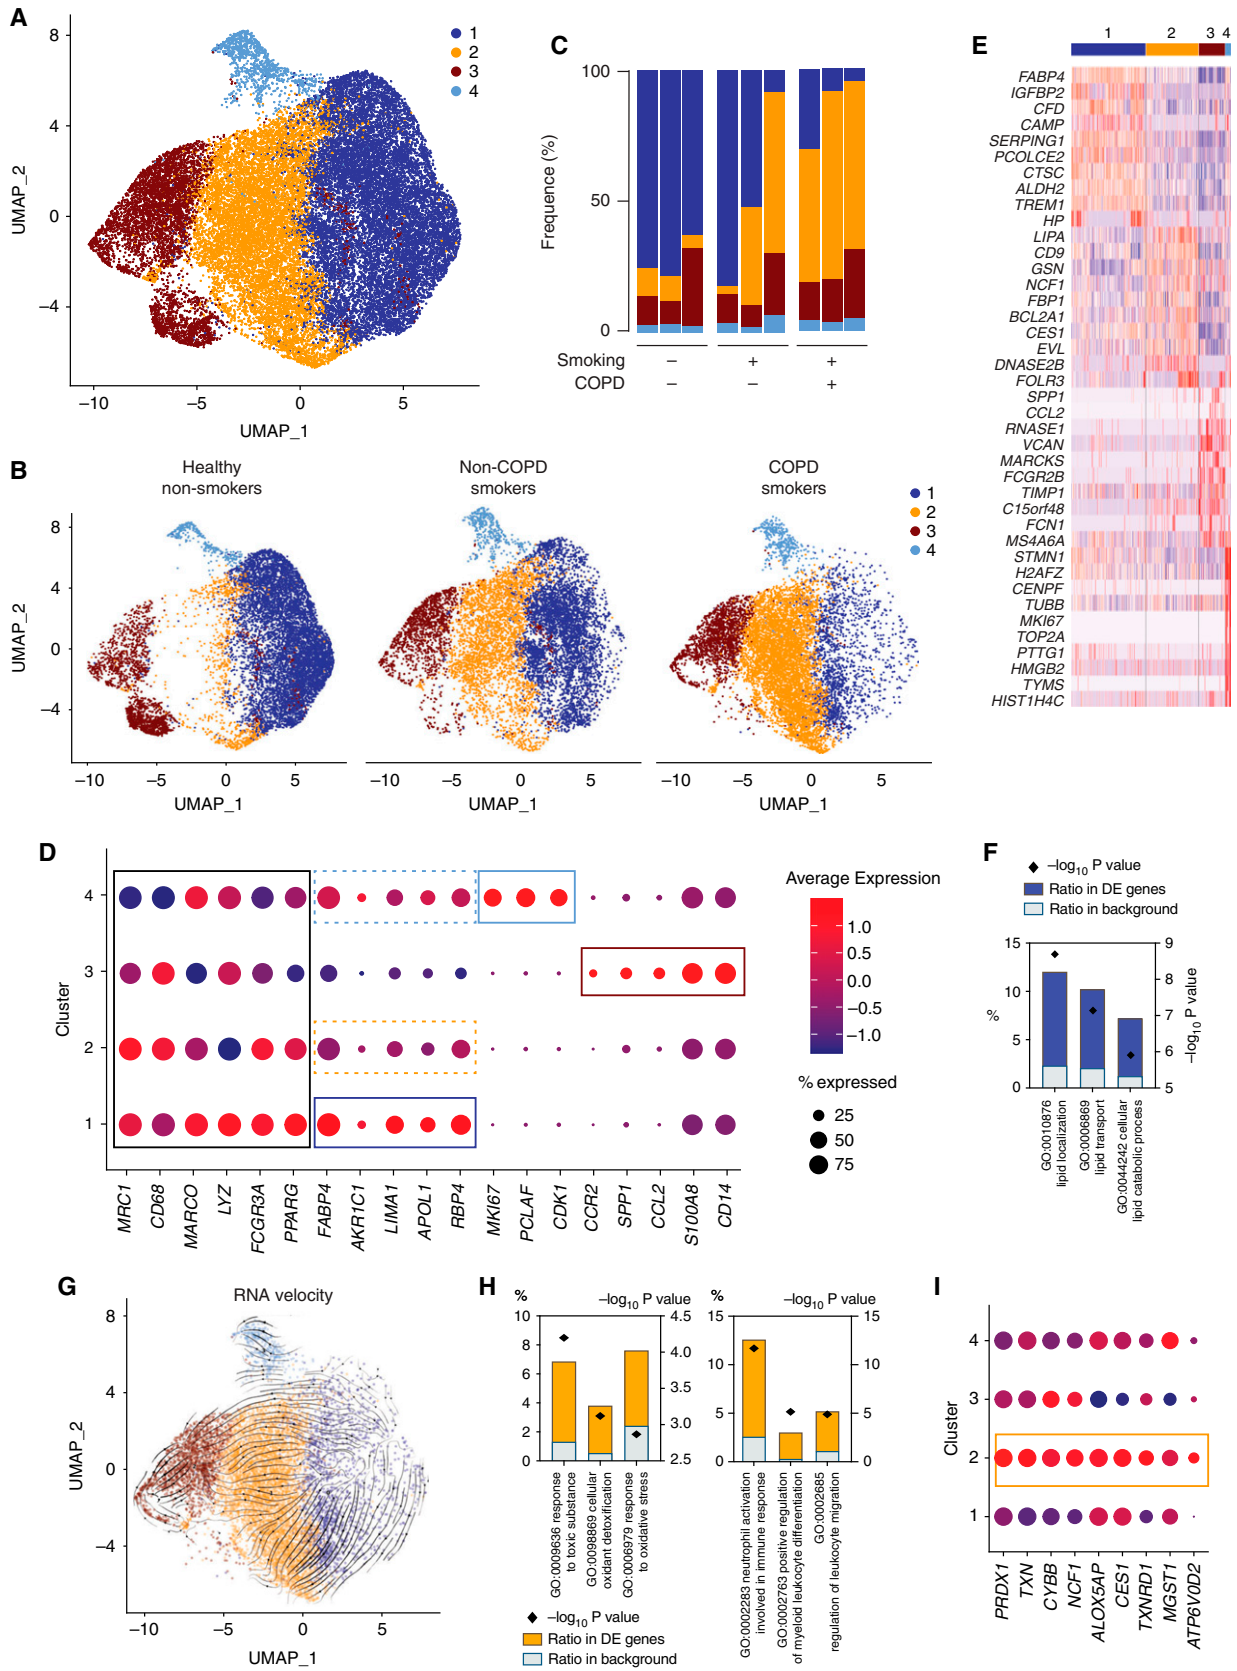 A
8
4
0
−4
UMAP_2
−10
−5
0
5
UMAP_1
1
2
3
4
B
Healthy
non-smokers
Non-COPD
smokers
COPD
smokers
1
2
3
4
8
4
0
−4
UMAP_2
−10
−5
0
5
UMAP_1
−10
−5
0
5
UMAP_1
−10
−5
0
5
UMAP_1
C
100
50
0
Frequency (%)
Smoking − + +
COPD − − +
D
Cluster
4
3
2
1
MRC1
CD68
MARCO
LYZ
FCGR3A
PPARG
FABP4
AKR1C1
LIMA1
APOL1
RBP4
MKI67
PCLAF
CDK1
CCR2
SPP1
CCL2
S100A8
CD14
Average Expression
1.0
0.5
0.0
−0.5
−1.0
% expressed
25
50
75
E
1 2 3 4
FABP4
IGFBP2
CFD
CAMP
SERPING1
PCOLCE2
CTSC
ALDH2
TREM1
HP
LIPA
CD9
GSN
NCF1
FBP1
BCL2A1
CES1
EVL
DNASE2B
FOLR3
SPP1
CCL2
RNASE1
VCAN
MARCKS
FCGR2B
TIMP1
C15orf48
FCN1
MS4A6A
STMN1
H2AFZ
CENPF
TUBB
MKI67
TOP2A
PTTG1
HMGB2
TYMS
HIST1H4C
F
−log10 P value
Ratio in DE genes
Ratio in background
15
10
5
0
%
9
8
7
6
5
−log10 P value
GO:0010876
lipid localization
GO:0006869
lipid transport
GO:0044242 cellular
lipid catabolic process
G
RNA velocity
8
4
0
−4
UMAP_2
−10
−5
0
5
UMAP_1
H
%
−log10 P value
10
8
6
4
2
0
4.5
4.0
3.5
3.0
2.5
GO:0009636 response
to toxic substance
GO:0098869 cellular
oxidant detoxification
GO:0006979 response
to oxidative stress
%
−log10 P value
15
10
5
0
15
10
5
0
GO:0002283 neutrophil activation
involved in immune response
GO:0002763 positive regulation
of myeloid leukocyte differentiation
GO:0002685
regulation of leukocyte migration
−log10 P value
Ratio in DE genes
Ratio in background
I
Cluster
4
3
2
1
PRDX1
TXN
CYBB
NCF1
ALOX5AP
CES1
TXNRD1
MGST1
ATP6V0D2